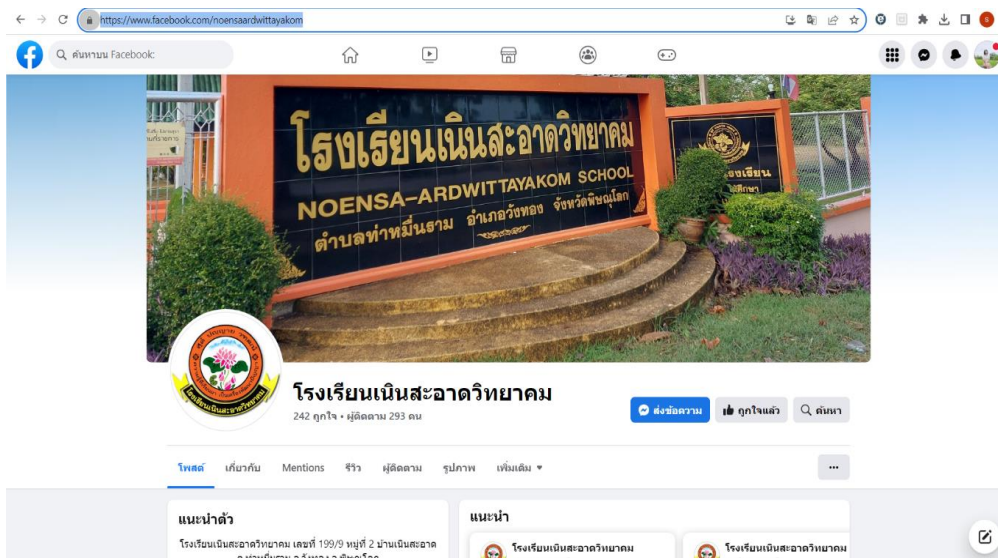 https://www.facebook.com/noensaardwittayakom
ค้นหาบน Facebook
โรงเรียนเนินสะอาดวิทยาคม
NOENSA-ARDWITTAYAKOM SCHOOL
ตำบลท่าหมื่นราม อำเภอวังทอง จังหวัดพิษณุโลก
โรงเรียนเนินสะอาดวิทยาคม
242 ถูกใจ • ผู้ติดตาม 293 คน
ส่งข้อความ ถูกใจแล้ว ค้นหา
โพสต์ เกี่ยวกับ Mentions รีวิว ผู้ติดตาม รูปภาพ เพิ่มเติม
แนะนำตัว
โรงเรียนเนินสะอาดวิทยาคม เลขที่ 199/9 หมู่ที่ 2 บ้านเนินสะอาด
แนะนำ
โรงเรียนเนินสะอาดวิทยาคม
โรงเรียนเนินสะอาดวิทยาคม